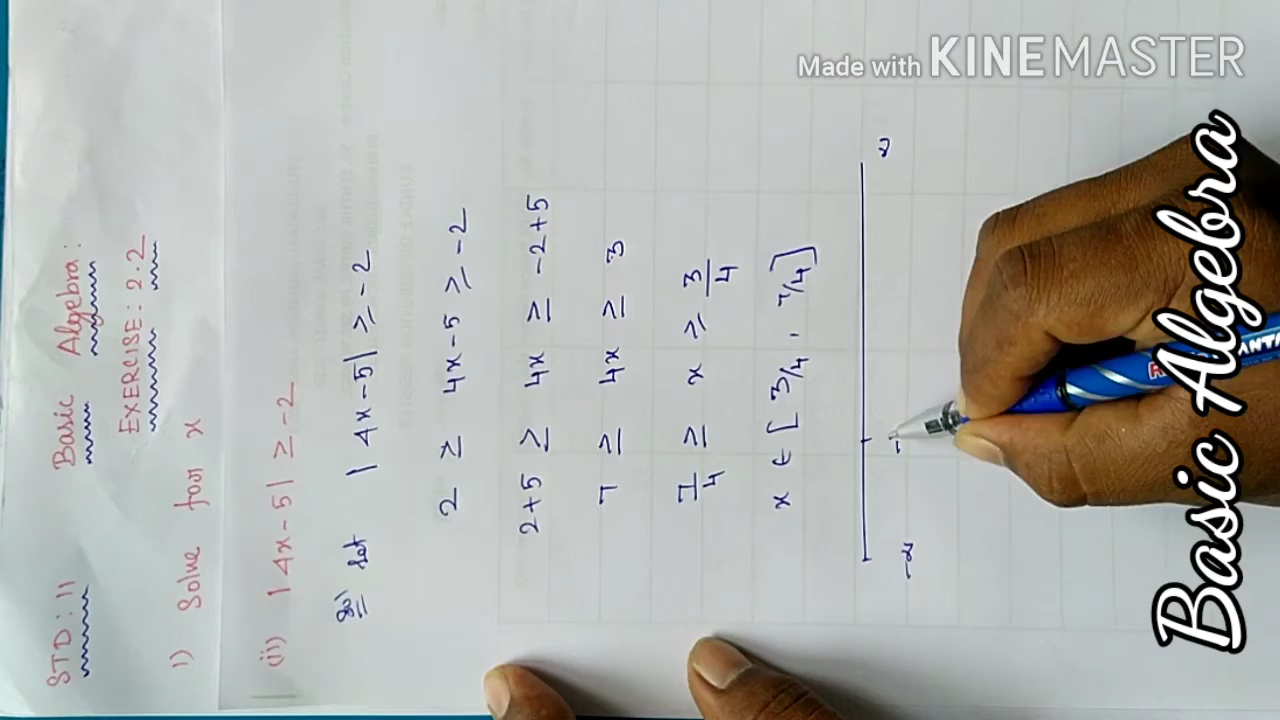 Made with KINEMASTER
STD: 11 Basic Algebra:
EXERCISE: 2.2
1) Solve for x
(ii) |4x-5| ≥ -2
Sol let |4x-5| ≥ -2
2 ≥ 4x-5 ≥ -2
2+5 ≥ 4x ≥ -2+5
7 ≥ 4x ≥ 3
7/4 ≥ x ≥ 3/4
x ∈ [3/4, 7/4]
-∞ ∞
Basic Algebra